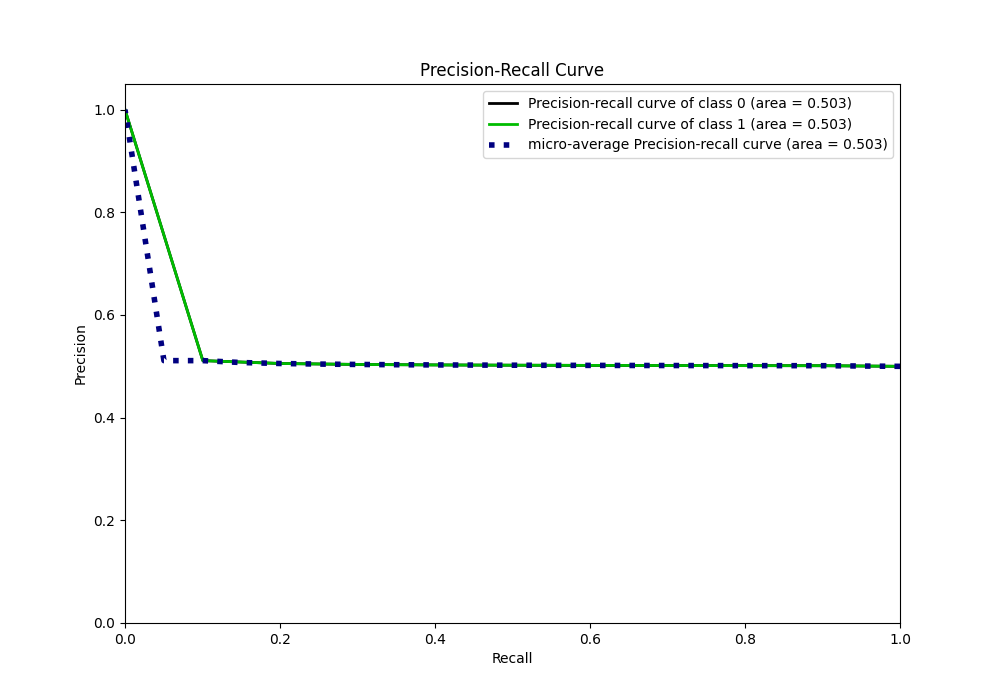 Precision-Recall Curve
Precision-recall curve of class 0 (area = 0.503)
Precision-recall curve of class 1 (area = 0.503)
micro-average Precision-recall curve (area = 0.503)
1.0
0.8
0.6
0.4
0.2
0.0
Precision
0.0 0.2 0.4 0.6 0.8 1.0
Recall